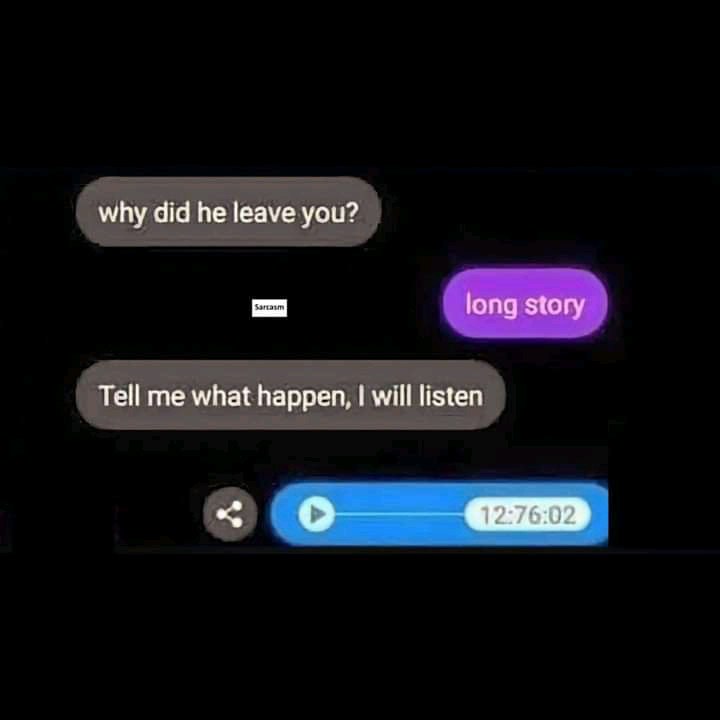 why did he leave you?
long story
Sarcasm
Tell me what happen, I will listen
12:76:02